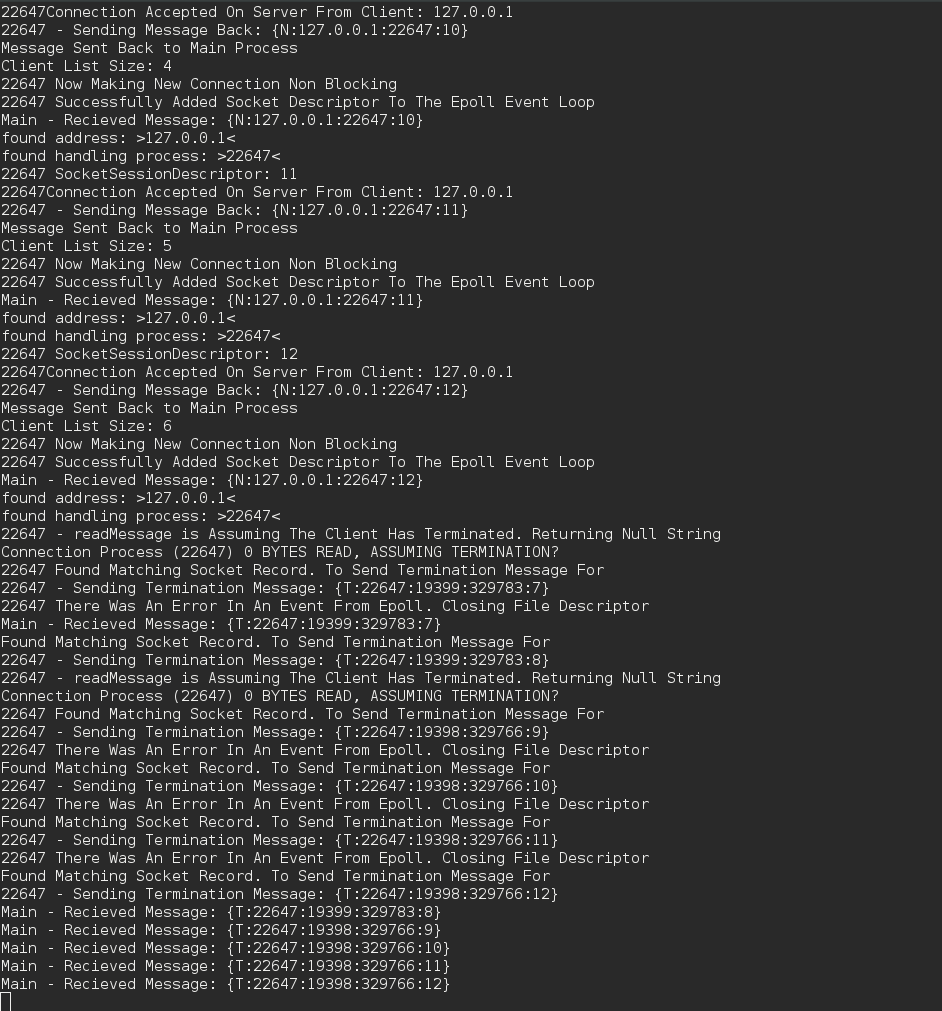 22647Connection Accepted On Server From Client: 127.0.0.1
22647 - Sending Message Back: {N:127.0.0.1:22647:10}
Message Sent Back to Main Process
Client List Size: 4
22647 Now Making New Connection Non Blocking
22647 Successfully Added Socket Descriptor To The Epoll Event Loop
Main - Recieved Message: {N:127.0.0.1:22647:10}
found address: >127.0.0.1<
found handling process: >22647<
22647 SocketSessionDescriptor: 11
22647Connection Accepted On Server From Client: 127.0.0.1
22647 - Sending Message Back: {N:127.0.0.1:22647:11}
Message Sent Back to Main Process
Client List Size: 5
22647 Now Making New Connection Non Blocking
22647 Successfully Added Socket Descriptor To The Epoll Event Loop
Main - Recieved Message: {N:127.0.0.1:22647:11}
found address: >127.0.0.1<
found handling process: >22647<
22647 SocketSessionDescriptor: 12
22647Connection Accepted On Server From Client: 127.0.0.1
22647 - Sending Message Back: {N:127.0.0.1:22647:12}
Message Sent Back to Main Process
Client List Size: 6
22647 Now Making New Connection Non Blocking
22647 Successfully Added Socket Descriptor To The Epoll Event Loop
Main - Recieved Message: {N:127.0.0.1:22647:12}
found address: >127.0.0.1<
found handling process: >22647<
22647 - readMessage is Assuming The Client Has Terminated. Returning Null String
Connection Process (22647) 0 BYTES READ, ASSUMING TERMINATION?
22647 Found Matching Socket Record. To Send Termination Message For
22647 - Sending Termination Message: {T:22647:19399:329783:7}
22647 There Was An Error In An Event From Epoll. Closing File Descriptor
Main - Recieved Message: {T:22647:19399:329783:7}
Found Matching Socket Record. To Send Termination Message For
22647 - Sending Termination Message: {T:22647:19399:329783:8}
22647 - readMessage is Assuming The Client Has Terminated. Returning Null String
Connection Process (22647) 0 BYTES READ, ASSUMING TERMINATION?
22647 Found Matching Socket Record. To Send Termination Message For
22647 - Sending Termination Message: {T:22647:19398:329766:9}
22647 There Was An Error In An Event From Epoll. Closing File Descriptor
Found Matching Socket Record. To Send Termination Message For
22647 - Sending Termination Message: {T:22647:19398:329766:10}
22647 There Was An Error In An Event From Epoll. Closing File Descriptor
Found Matching Socket Record. To Send Termination Message For
22647 - Sending Termination Message: {T:22647:19398:329766:11}
22647 There Was An Error In An Event From Epoll. Closing File Descriptor
Found Matching Socket Record. To Send Termination Message For
22647 - Sending Termination Message: {T:22647:19398:329766:12}
Main - Recieved Message: {T:22647:19399:329783:8}
Main - Recieved Message: {T:22647:19398:329766:9}
Main - Recieved Message: {T:22647:19398:329766:10}
Main - Recieved Message: {T:22647:19398:329766:11}
Main - Recieved Message: {T:22647:19398:329766:12}